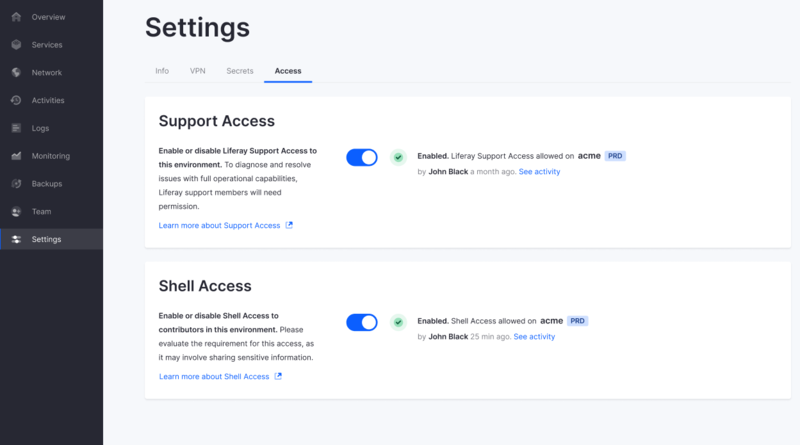 Overview
Services
Network
Activities
Logs
Monitoring
Backups
Team
Settings
Settings
Info VPN Secrets Access
Support Access
Enable or disable Liferay Support Access to
this environment. To diagnose and resolve
issues with full operational capabilities,
Liferay support members will need
permission.
Learn more about Support Access
Enabled. Liferay Support Access allowed on acme PRD
by John Black a month ago. See activity
Shell Access
Enable or disable Shell Access to
contributors in this environment. Please
evaluate the requirement for this access, as
it may involve sharing sensitive information.
Learn more about Shell Access
Enabled. Shell Access allowed on acme PRD
by John Black 25 min ago. See activity